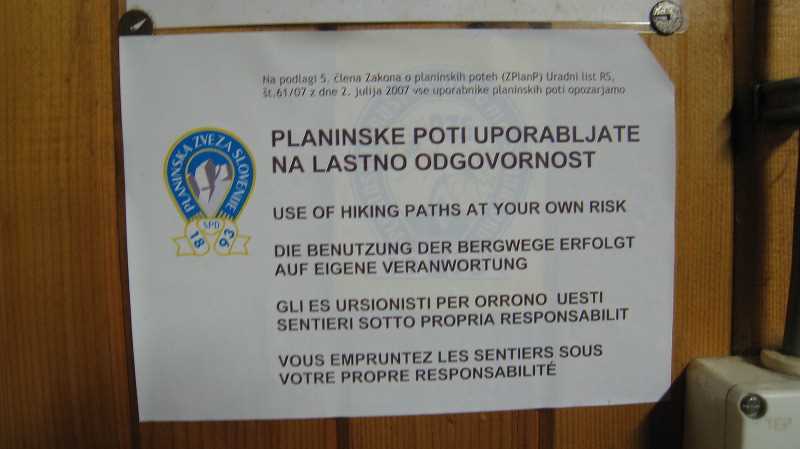 Na podlagi 5. člena Zakona o planinskih poteh (ZPlanP) Uradni list RS,
št.61/07 z dne 2. julija 2007 vse uporabnike planinskih poti opozarjamo
PLANINSKA ZVEZA SLOVENIJE
SPD
1893
PLANINSKE POTI UPORABLJATE
NA LASTNO ODGOVORNOST
USE OF HIKING PATHS AT YOUR OWN RISK
DIE BENUTZUNG DER BERGWEGE ERFOLGT
AUF EIGENE VERANWORTUNG
GLI ES URSIONISTI PER ORRONO UESTI
SENTIERI SOTTO PROPRIA RESPONSABILIT
VOUS EMPRUNTEZ LES SENTIERS SOUS
VOTRE PROPRE RESPONSABILITÉ